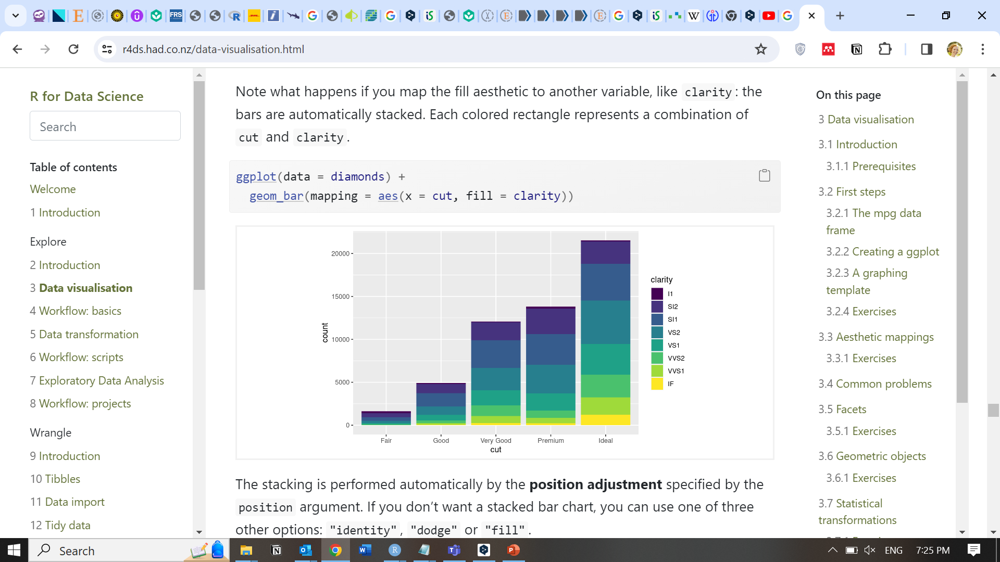 FRS
iS
iS
W
r4ds.had.co.nz/data-visualisation.html
R for Data Science
Search
Table of contents
Welcome
1 Introduction
Explore
2 Introduction
3 Data visualisation
4 Workflow: basics
5 Data transformation
6 Workflow: scripts
7 Exploratory Data Analysis
8 Workflow: projects
Wrangle
9 Introduction
10 Tibbles
11 Data import
12 Tidy data
Note what happens if you map the fill aesthetic to another variable, like clarity: the
bars are automatically stacked. Each colored rectangle represents a combination of
cut and clarity.
ggplot(data = diamonds) +
geom_bar(mapping = aes(x = cut, fill = clarity))
20000
15000
10000
5000
0
count
Fair Good Very Good Premium Ideal
cut
clarity
I1
SI2
SI1
VS2
VS1
VVS2
VVS1
IF
The stacking is performed automatically by the position adjustment specified by the
position argument. If you don’t want a stacked bar chart, you can use one of three
other options: "identity", "dodge" or "fill".
On this page
3 Data visualisation
3.1 Introduction
3.1.1 Prerequisites
3.2 First steps
3.2.1 The mpg data
frame
3.2.2 Creating a ggplot
3.2.3 A graphing
template
3.2.4 Exercises
3.3 Aesthetic mappings
3.3.1 Exercises
3.4 Common problems
3.5 Facets
3.5.1 Exercises
3.6 Geometric objects
3.6.1 Exercises
3.7 Statistical
transformations
Search
ENG
7:25 PM